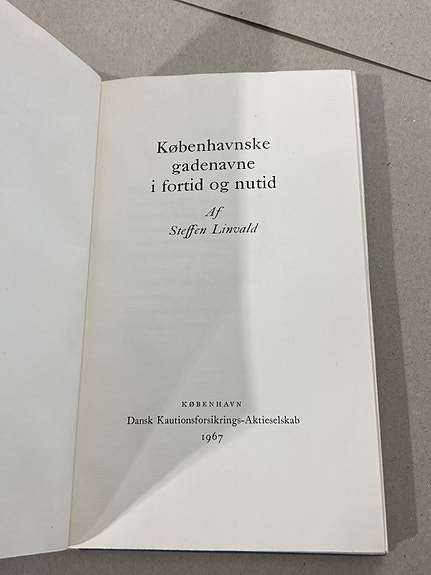 Københavnske
gadenavne
i fortid og nutid
Af
Steffen Linvald
KØBENHAVN
Dansk Kautionsforsikrings-Aktieselskab
1967